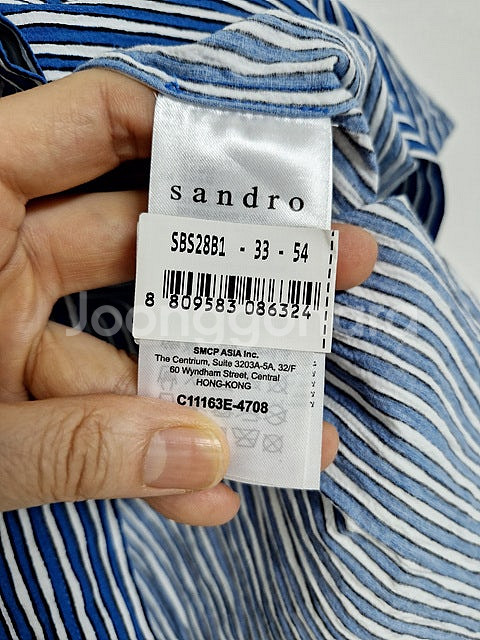 sandro
SBS28B1 - 33 - 54
8 809583 086324
Joonggonara
SMCP ASIA Inc.
The Centrium, Suite 3203A-5A, 32/F
60 Wyndham Street, Central
HONG-KONG
C11163E-4708